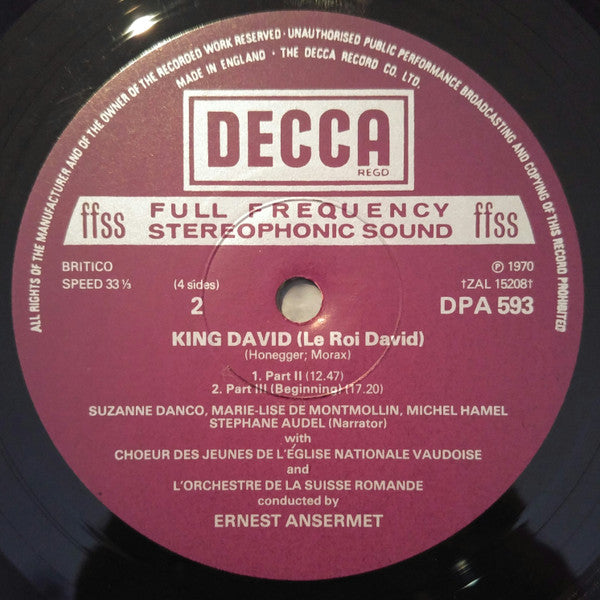 ALL RIGHTS OF THE MANUFACTURER AND OF THE OWNER OF THE RECORDED WORK RESERVED · UNAUTHORISED PUBLIC PERFORMANCE BROADCASTING AND COPYING OF THIS RECORD PROHIBITED
MADE IN ENGLAND · THE DECCA RECORD CO. LTD.
DECCA
REGD
ffss FULL FREQUENCY ffss
STEREOPHONIC SOUND
BRITICO ℗ 1970
SPEED 33⅓ (4 sides) †ZAL 15208†
2 DPA 593
KING DAVID (Le Roi David)
(Honegger; Morax)
1. Part II (12.47)
2. Part III (Beginning) (17.20)
SUZANNE DANCO, MARIE-LISE DE MONTMOLLIN, MICHEL HAMEL
STEPHANE AUDEL (Narrator)
with
CHOEUR DES JEUNES DE L'ÉGLISE NATIONALE VAUDOISE
and
L'ORCHESTRE DE LA SUISSE ROMANDE
conducted by
ERNEST ANSERMET